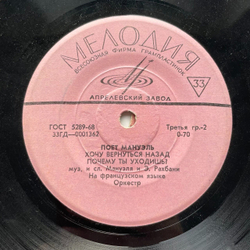 МЕЛОДИЯ
ВСЕСОЮЗНАЯ ФИРМА ГРАМПЛАСТИНОК
33
АПРЕЛЕВСКИЙ ЗАВОД
ГОСТ 5289-68
Третья гр.-2
33ГД—0001362
0-70
ПОЕТ МАНУЭЛЬ
ХОЧУ ВЕРНУТЬСЯ НАЗАД
ПОЧЕМУ ТЫ УХОДИШЬ?
муз. и сл. Мануэля и Э. Рахбани
На французском языке
Оркестр